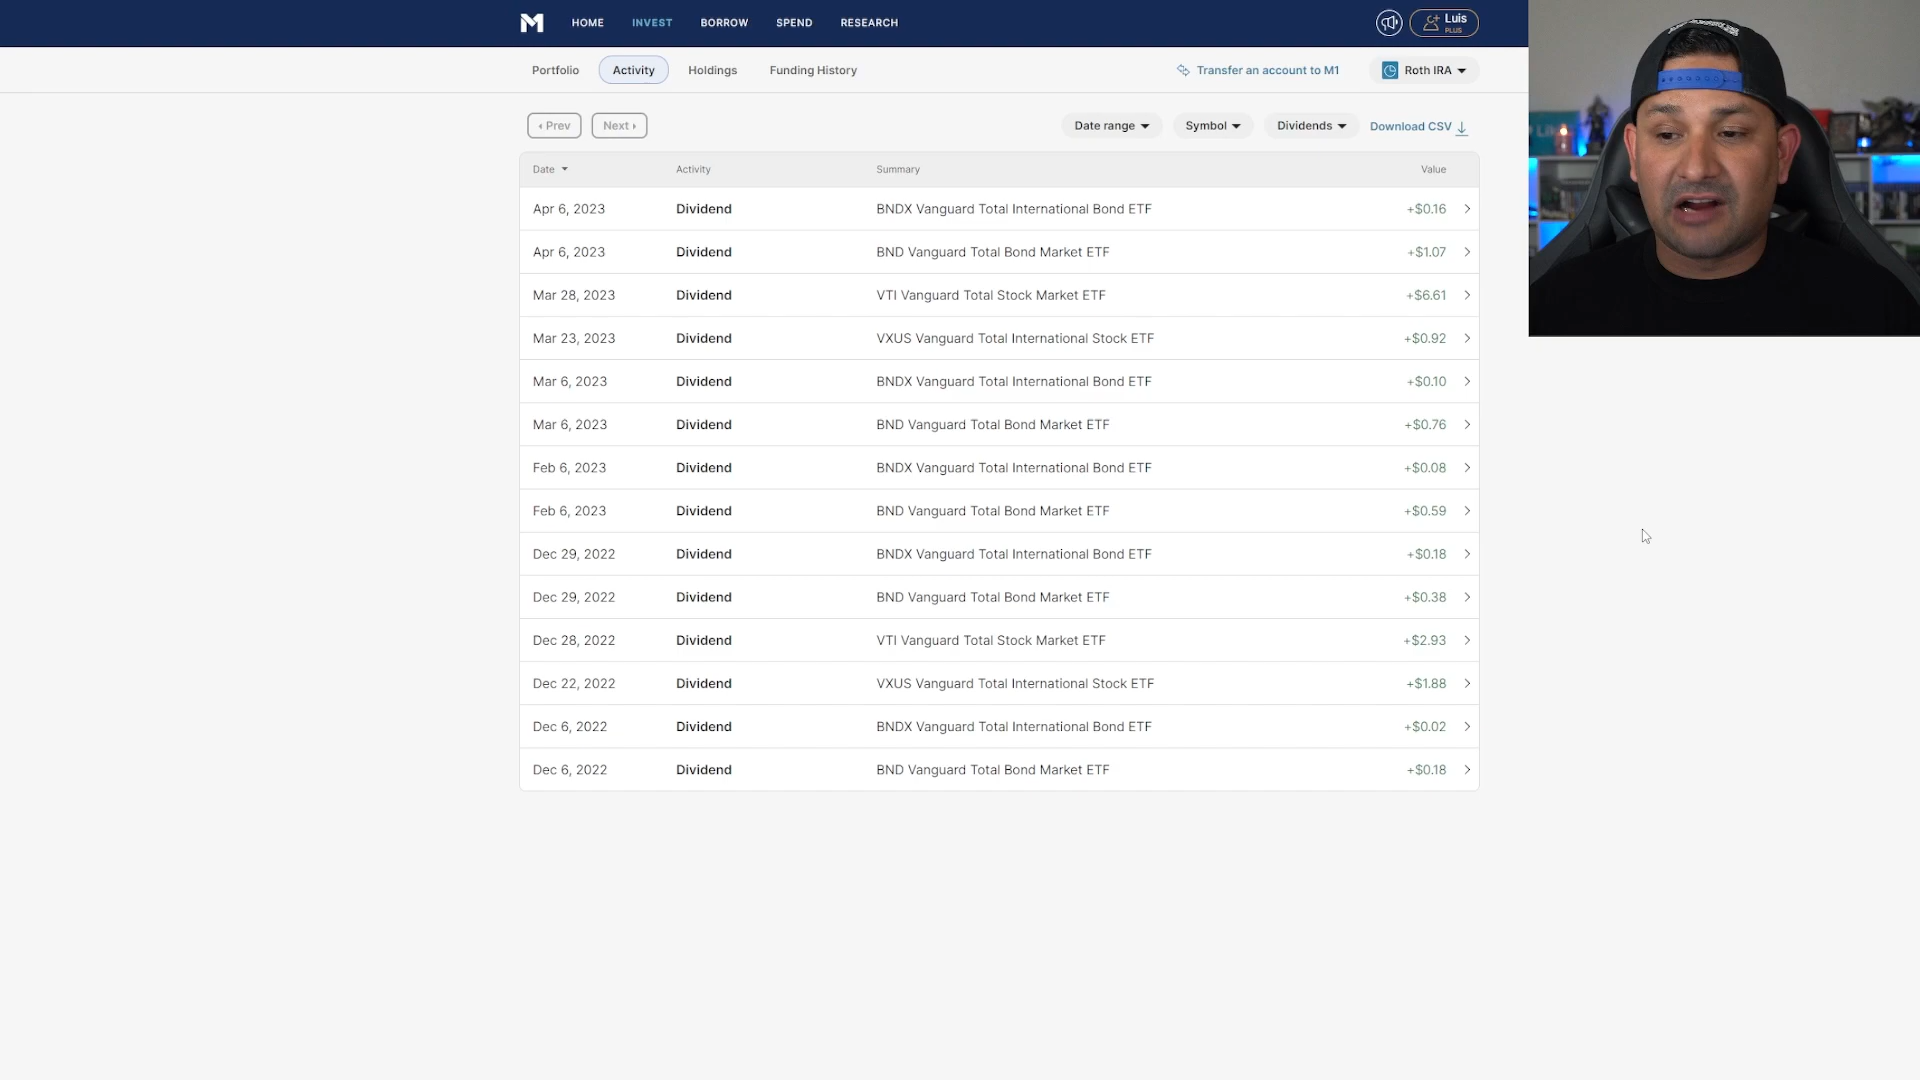 HOME INVEST BORROW SPEND RESEARCH Luis
PLUS
Portfolio Activity Holdings Funding History Transfer an account to M1 Roth IRA
Prev Next Date range Symbol Dividends Download CSV
Date Activity Summary Value
Apr 6, 2023 Dividend BNDX Vanguard Total International Bond ETF +$0.16
Apr 6, 2023 Dividend BND Vanguard Total Bond Market ETF +$1.07
Mar 28, 2023 Dividend VTI Vanguard Total Stock Market ETF +$6.61
Mar 23, 2023 Dividend VXUS Vanguard Total International Stock ETF +$0.92
Mar 6, 2023 Dividend BNDX Vanguard Total International Bond ETF +$0.10
Mar 6, 2023 Dividend BND Vanguard Total Bond Market ETF +$0.76
Feb 6, 2023 Dividend BNDX Vanguard Total International Bond ETF +$0.08
Feb 6, 2023 Dividend BND Vanguard Total Bond Market ETF +$0.59
Dec 29, 2022 Dividend BNDX Vanguard Total International Bond ETF +$0.18
Dec 29, 2022 Dividend BND Vanguard Total Bond Market ETF +$0.38
Dec 28, 2022 Dividend VTI Vanguard Total Stock Market ETF +$2.93
Dec 22, 2022 Dividend VXUS Vanguard Total International Stock ETF +$1.88
Dec 6, 2022 Dividend BNDX Vanguard Total International Bond ETF +$0.02
Dec 6, 2022 Dividend BND Vanguard Total Bond Market ETF +$0.18